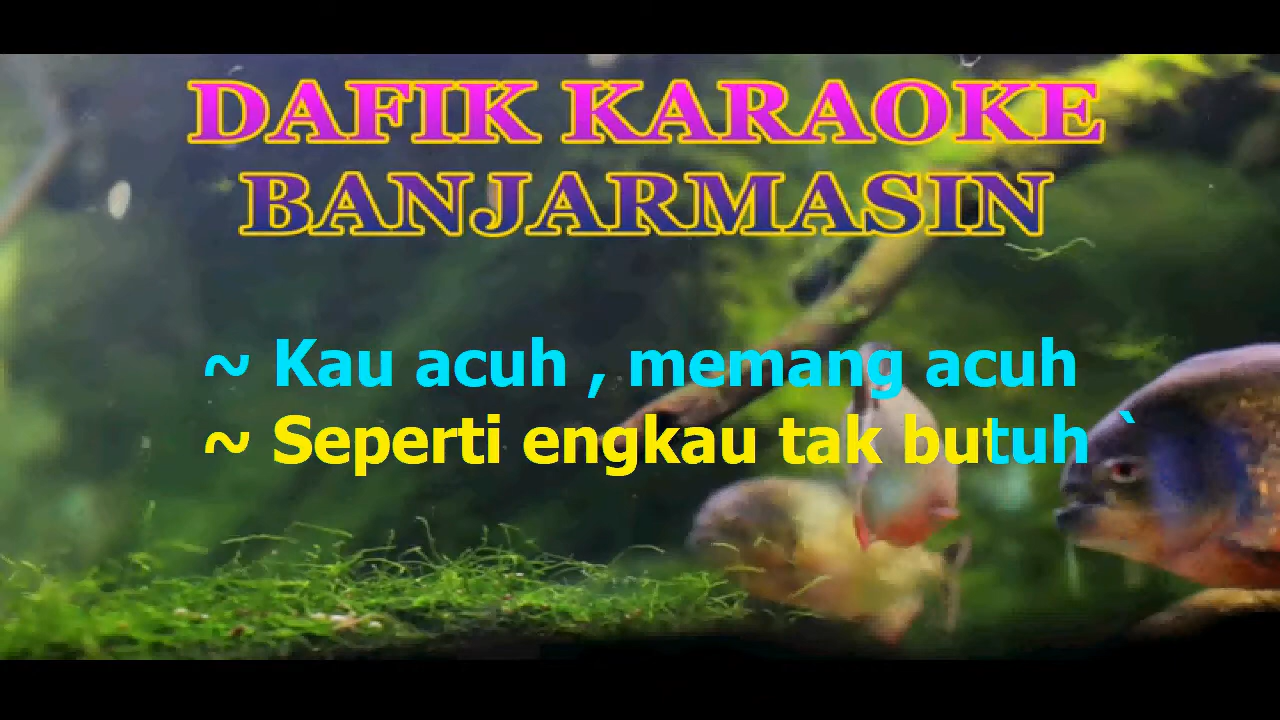 DAFIK KARAOKE
BANJARMASIN
~ Kau acuh , memang acuh
~ Seperti engkau tak butuh `